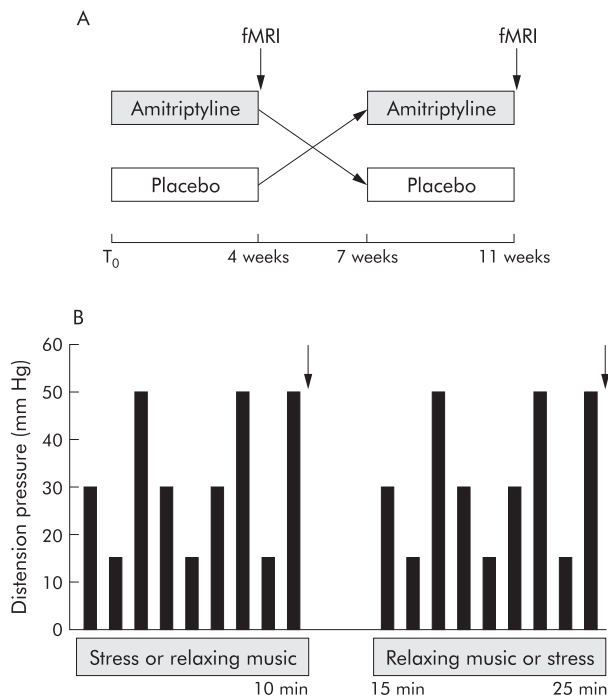 A
fMRI fMRI
Amitriptyline Amitriptyline
Placebo Placebo
T0 4 weeks 7 weeks 11 weeks
B
Distension pressure (mm Hg)
60
50
40
30
20
10
0
Stress or relaxing music Relaxing music or stress
10 min 15 min 25 min